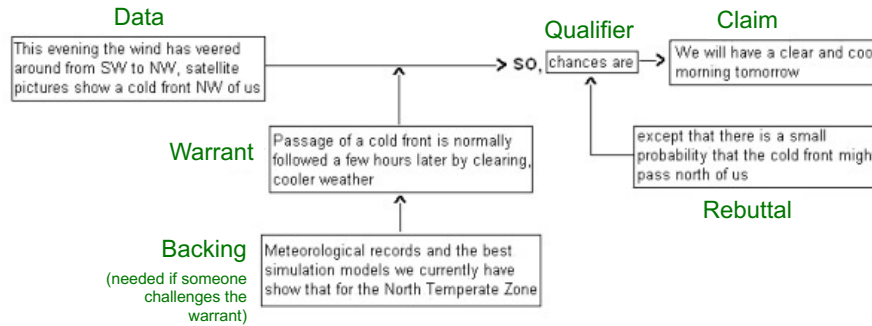 Data
This evening the wind has veered
around from SW to NW, satellite
pictures show a cold front NW of us
so,
Qualifier
chances are
Claim
We will have a clear and coo
morning tomorrow
Warrant
Passage of a cold front is normally
followed a few hours later by clearing,
cooler weather
except that there is a small
probability that the cold front migh
pass north of us
Rebuttal
Backing
(needed if someone
challenges the
warrant)
Meteorological records and the best
simulation models we currently have
show that for the North Temperate Zone